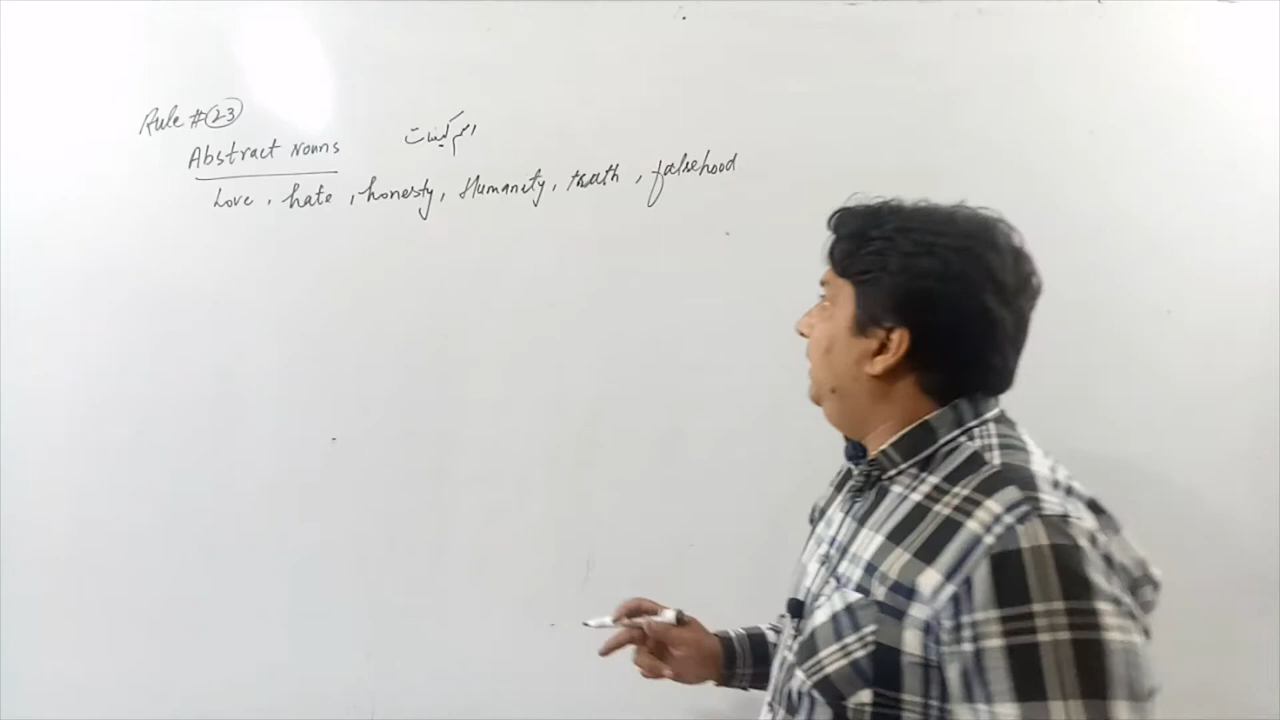 Rule # 23
Abstract Nouns اسم کیفیات
Love, hate, honesty, Humanity, truth, falsehood